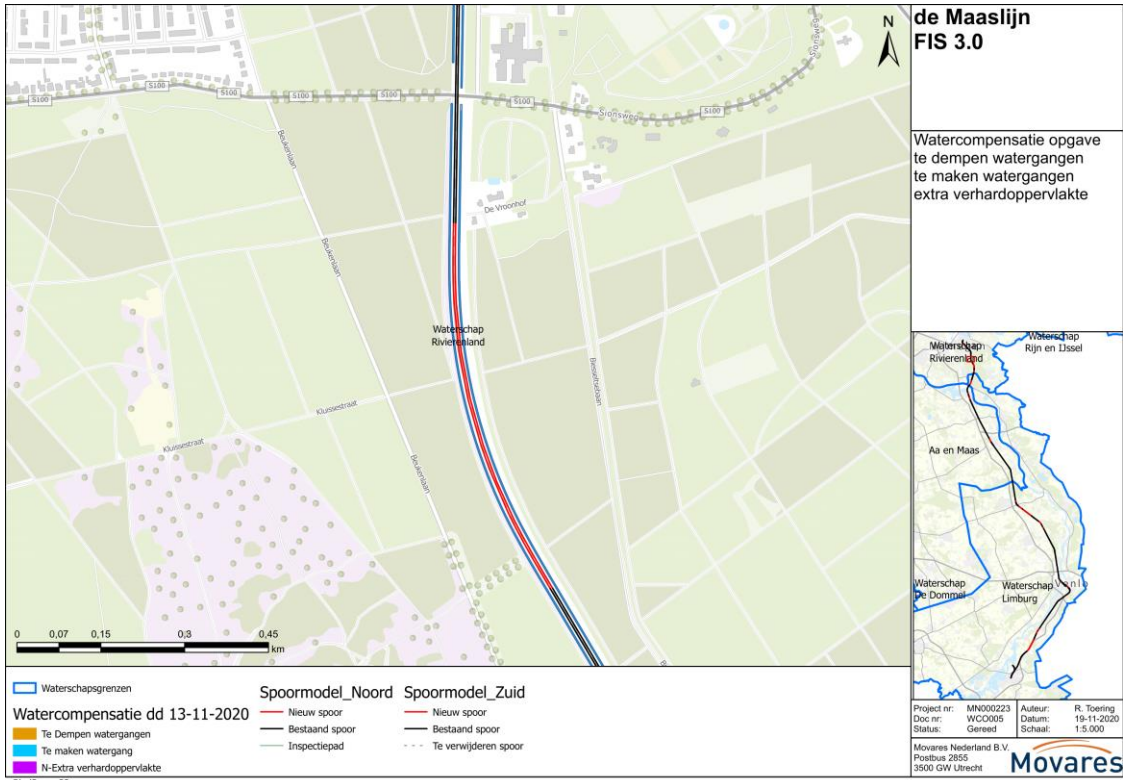 de Maaslijn
FIS 3.0
Watercompensatie opgave
te dempen watergangen
te maken watergangen
extra verhardoppervlakte
N
S100
S100
S100
S100
S100
S100
Sionsweg
Sionsweg
Beukenlaan
Beukenlaan
Beukenlaan
De Vroonhof
Waterschap
Rivierenland
Biesseltsebaan
Kluissestraat
Kluissestraat
0 0,07 0,15 0,3 0,45
km
Waterschap
Rivierenland
Waterschap
Rijn en IJssel
Aa en Maas
Waterschap
De Dommel
Waterschap
Limburg
Venlo
Waterschapsgrenzen
Watercompensatie dd 13-11-2020
Te Dempen watergangen
Te maken watergang
N-Extra verhardoppervlakte
Spoormodel_Noord
Nieuw spoor
Bestaand spoor
Inspectiepad
Spoormodel_Zuid
Nieuw spoor
Bestaand spoor
Te verwijderen spoor
Project nr: MN000223 Auteur: R. Toering
Doc nr: WCO005 Datum: 19-11-2020
Status: Gereed Schaal: 1:5.000
Movares Nederland B.V.
Postbus 2855
3500 GW Utrecht
Movares